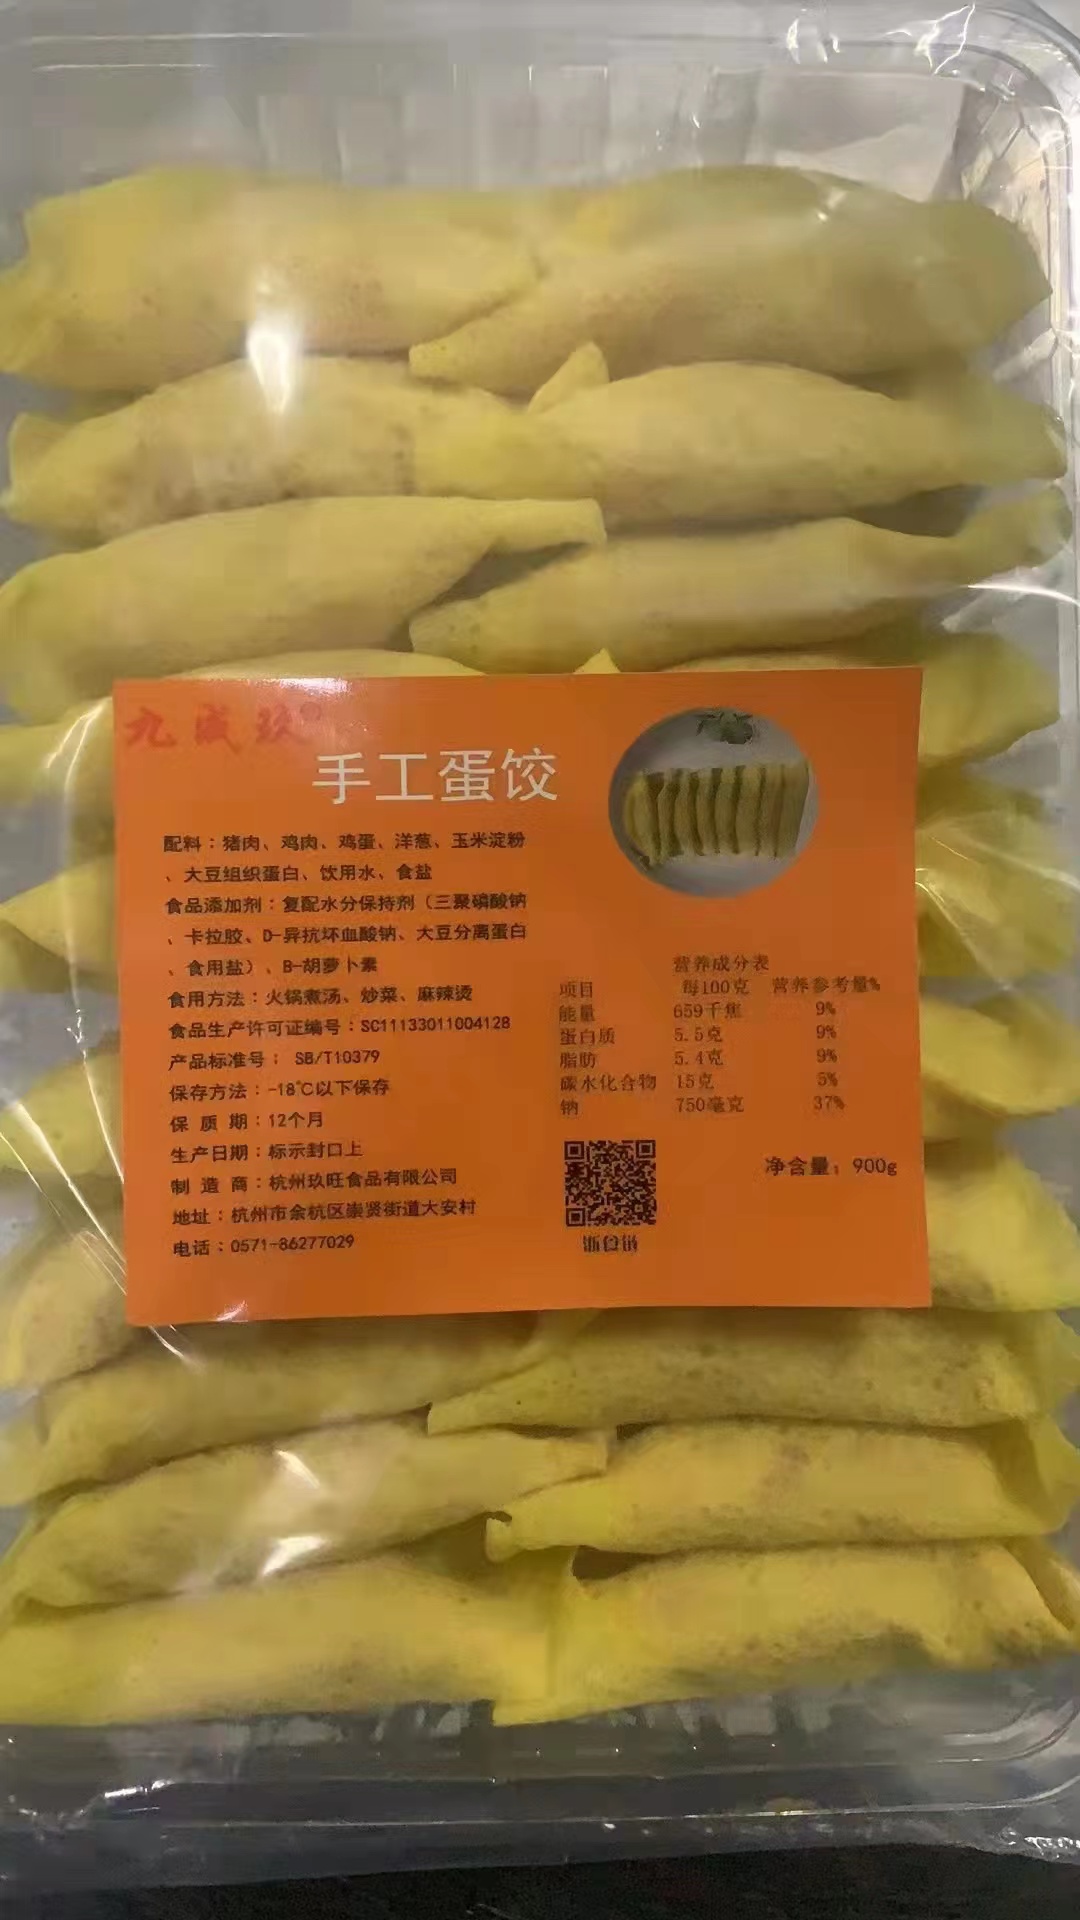 九成玖®
手工蛋饺
配料：猪肉、鸡肉、鸡蛋、洋葱、玉米淀粉
、大豆组织蛋白、饮用水、食盐
食品添加剂：复配水分保持剂（三聚磷酸钠
、卡拉胶、D-异抗坏血酸钠、大豆分离蛋白
、食用盐）、B-胡萝卜素
食用方法：火锅煮汤、炒菜、麻辣烫
食品生产许可证编号：SC11133011004128
产品标准号： SB/T10379
保存方法：-18℃以下保存
保 质 期：12个月
生产日期：标示封口上
制 造 商：杭州玖旺食品有限公司
地址：杭州市余杭区崇贤街道大安村
电话：0571-86277029
营养成分表
项目 每100克 营养参考量%
能量 659千焦 9%
蛋白质 5.5克 9%
脂肪 5.4克 9%
碳水化合物 15克 5%
钠 750毫克 37%
净含量：900g
浙食链